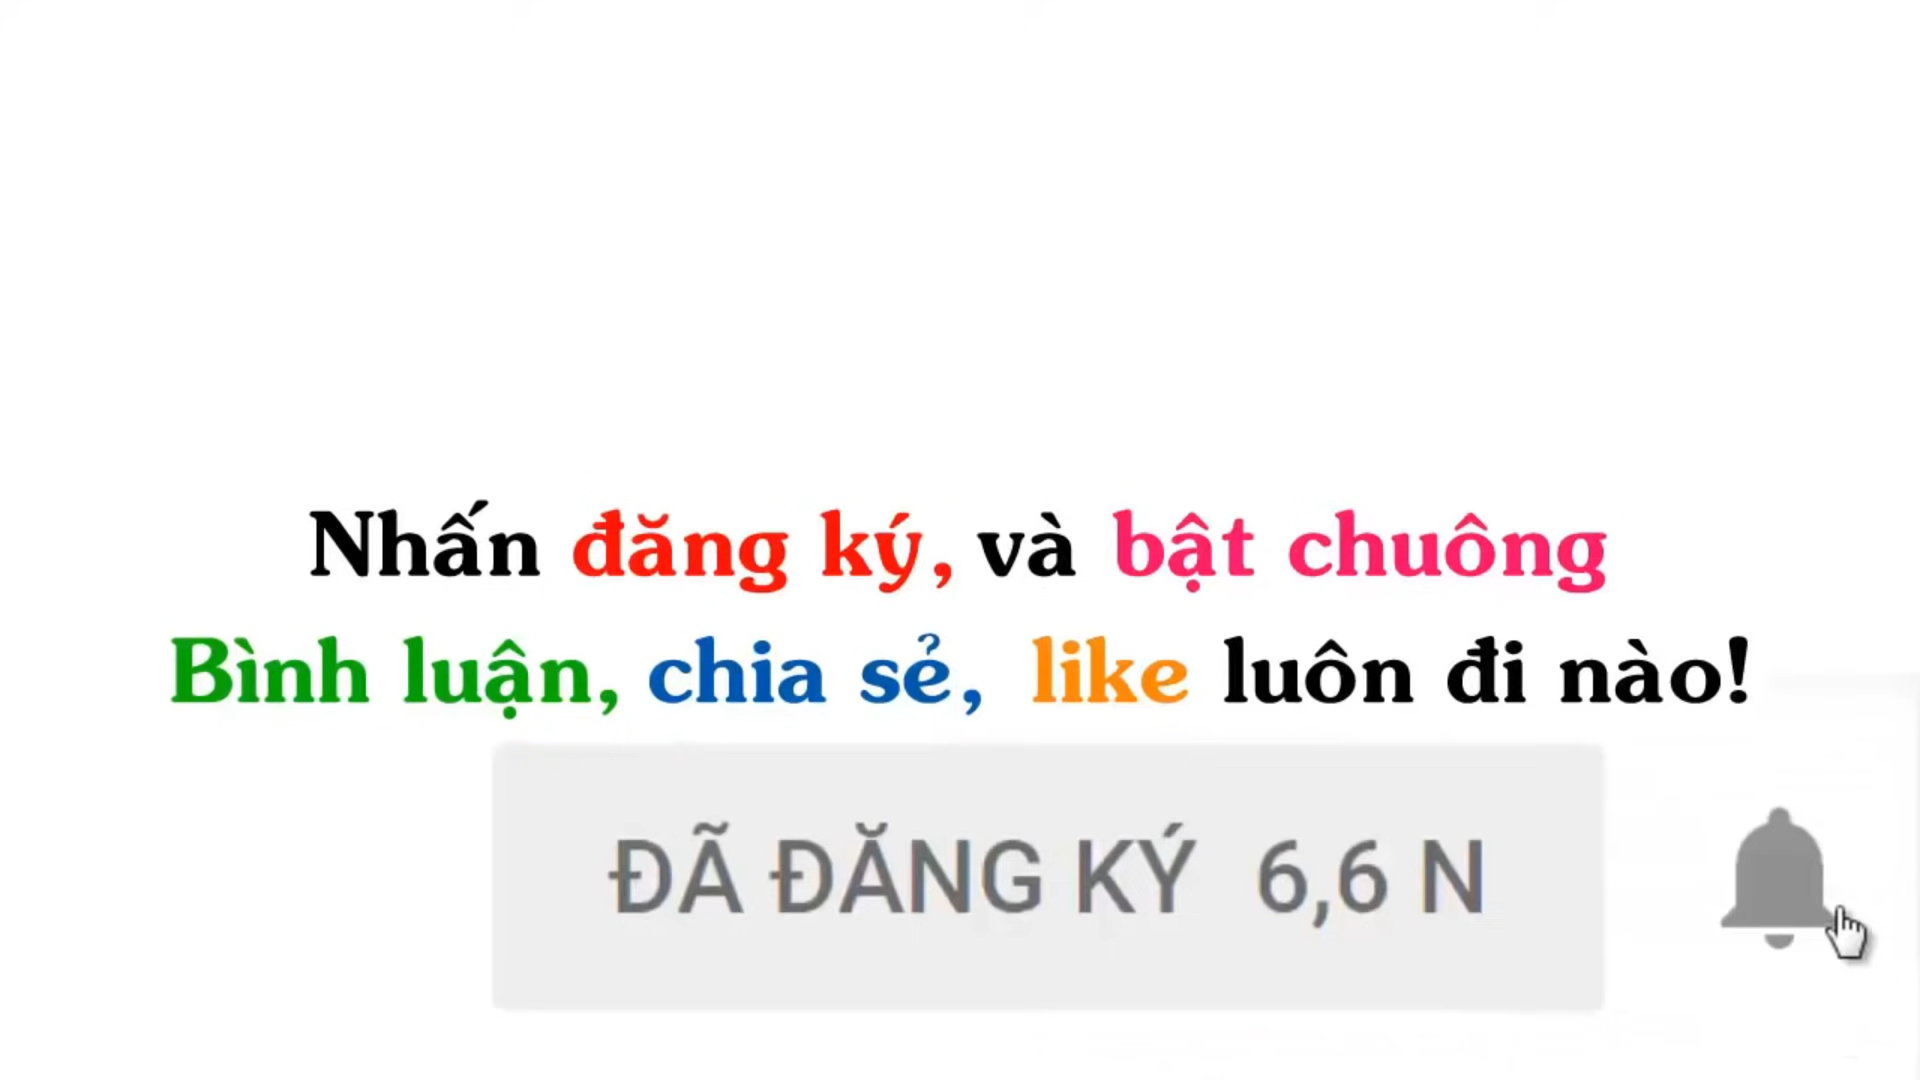 Nhấn đăng ký, và bật chuông
Bình luận, chia sẻ, like luôn đi nào!
ĐÃ ĐĂNG KÝ 6,6 N